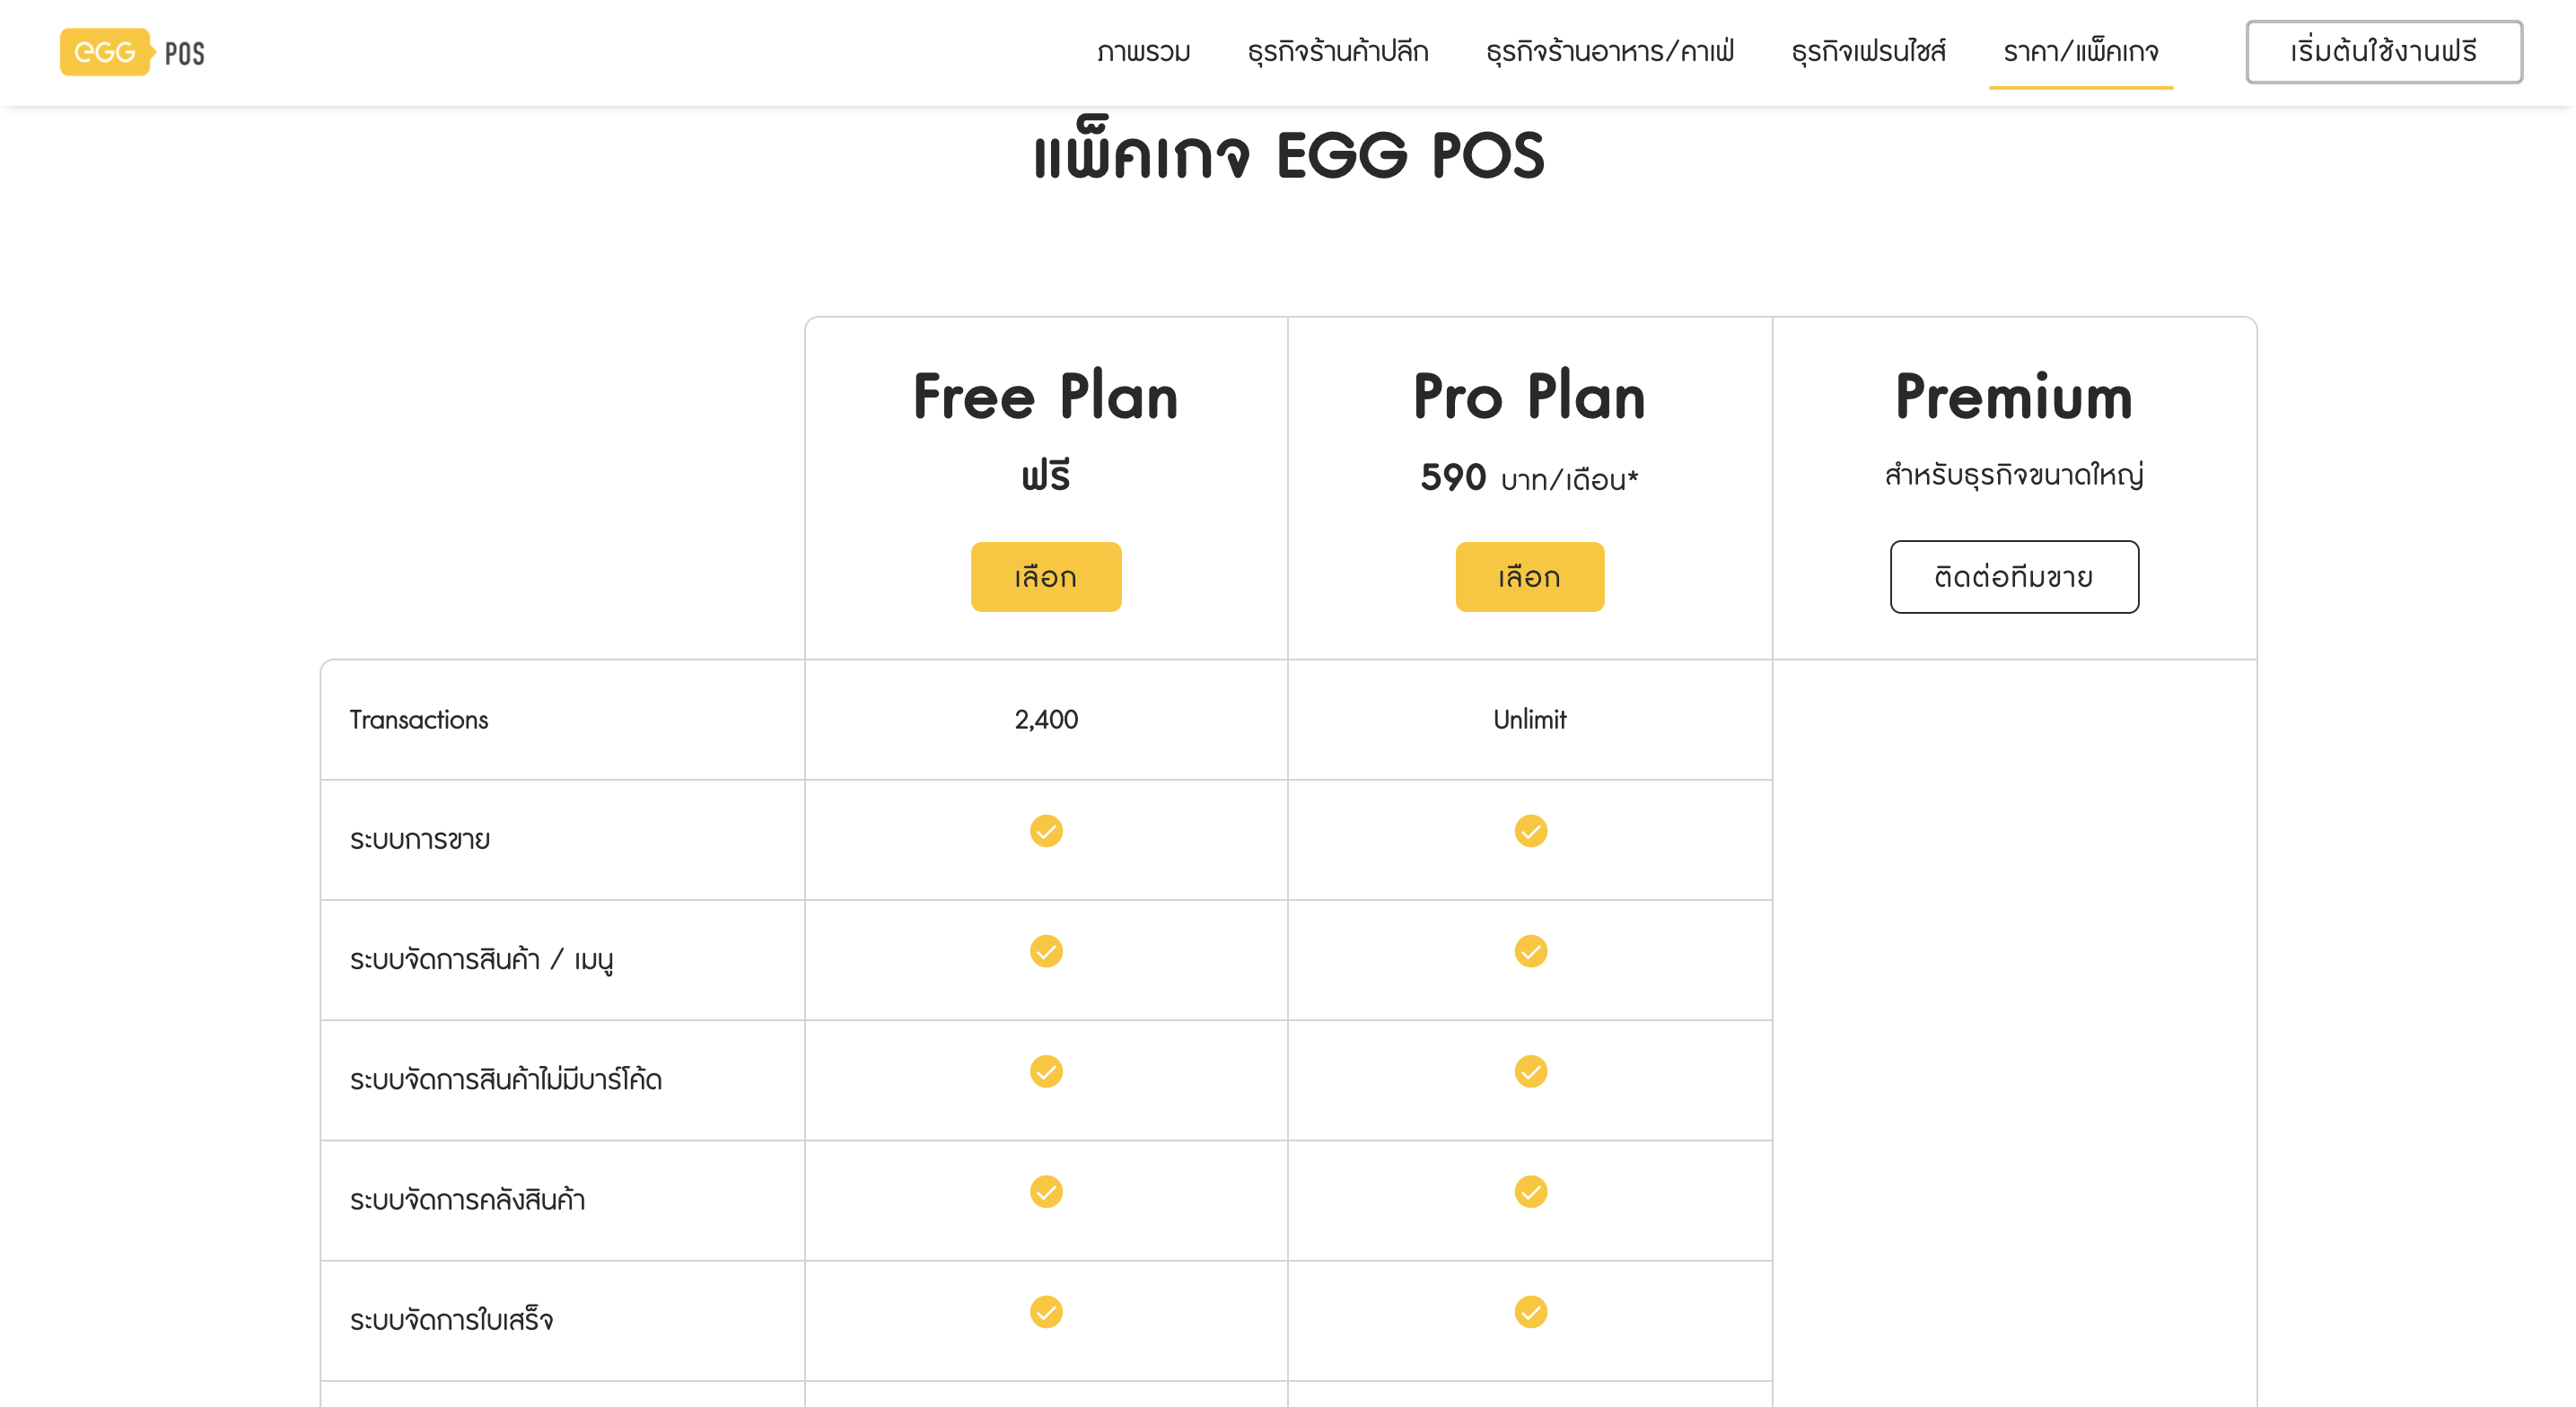 egg POS
ภาพรวม ธุรกิจร้านค้าปลีก ธุรกิจร้านอาหาร/คาเฟ่ ธุรกิจเฟรนไชส์ ราคา/แพ็คเกจ เริ่มต้นใช้งานฟรี
แพ็คเกจ EGG POS
Free Plan Pro Plan Premium
ฟรี 590 บาท/เดือน* สำหรับธุรกิจขนาดใหญ่
เลือก เลือก ติดต่อทีมขาย
Transactions 2,400 Unlimit
ระบบการขาย
ระบบจัดการสินค้า / เมนู
ระบบจัดการสินค้าไม่มีบาร์โค้ด
ระบบจัดการคลังสินค้า
ระบบจัดการใบเสร็จ